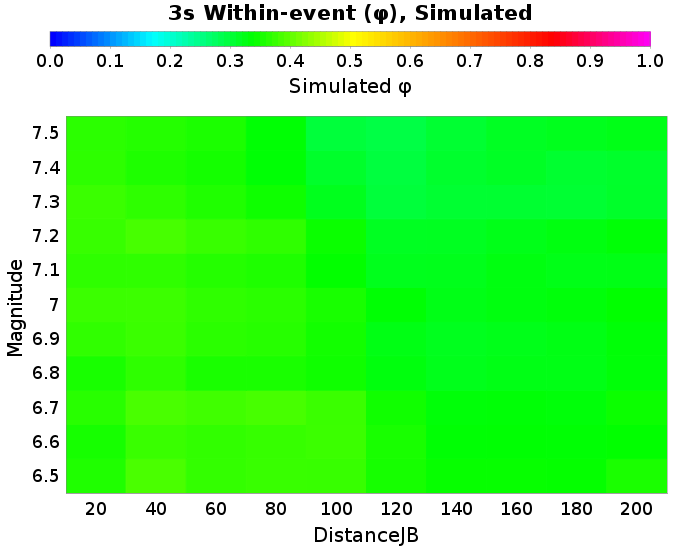 3s Within-event (φ), Simulated
0.0 0.1 0.2 0.3 0.4 0.5 0.6 0.7 0.8 0.9 1.0
Simulated φ
7.5
7.4
7.3
7.2
7.1
7
6.9
6.8
6.7
6.6
6.5
Magnitude
20 40 60 80 100 120 140 160 180 200
DistanceJB